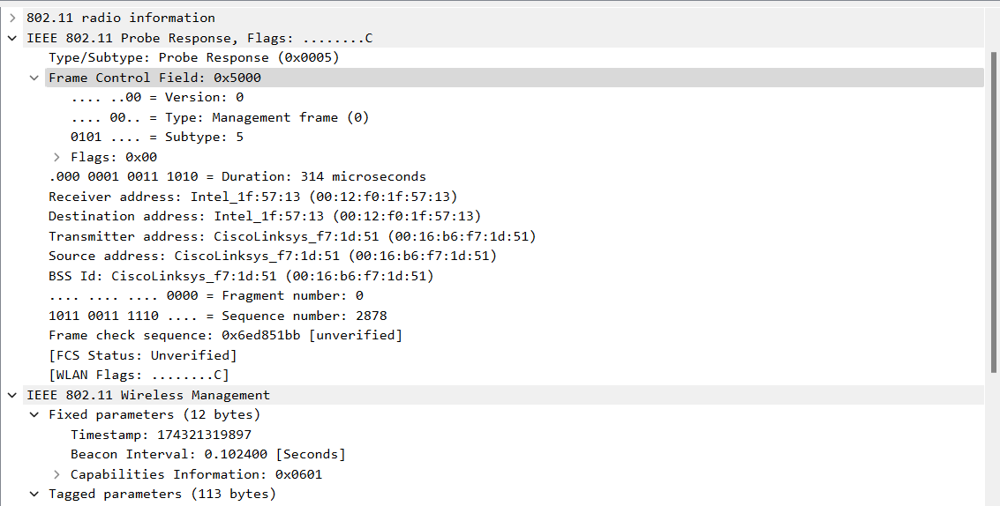 802.11 radio information
IEEE 802.11 Probe Response, Flags: ........C
Type/Subtype: Probe Response (0x0005)
Frame Control Field: 0x5000
.... ..00 = Version: 0
.... 00.. = Type: Management frame (0)
0101 .... = Subtype: 5
Flags: 0x00
.000 0001 0011 1010 = Duration: 314 microseconds
Receiver address: Intel_1f:57:13 (00:12:f0:1f:57:13)
Destination address: Intel_1f:57:13 (00:12:f0:1f:57:13)
Transmitter address: CiscoLinksys_f7:1d:51 (00:16:b6:f7:1d:51)
Source address: CiscoLinksys_f7:1d:51 (00:16:b6:f7:1d:51)
BSS Id: CiscoLinksys_f7:1d:51 (00:16:b6:f7:1d:51)
.... .... .... 0000 = Fragment number: 0
1011 0011 1110 .... = Sequence number: 2878
Frame check sequence: 0x6ed851bb [unverified]
[FCS Status: Unverified]
[WLAN Flags: ........C]
IEEE 802.11 Wireless Management
Fixed parameters (12 bytes)
Timestamp: 174321319897
Beacon Interval: 0.102400 [Seconds]
Capabilities Information: 0x0601
Tagged parameters (113 bytes)